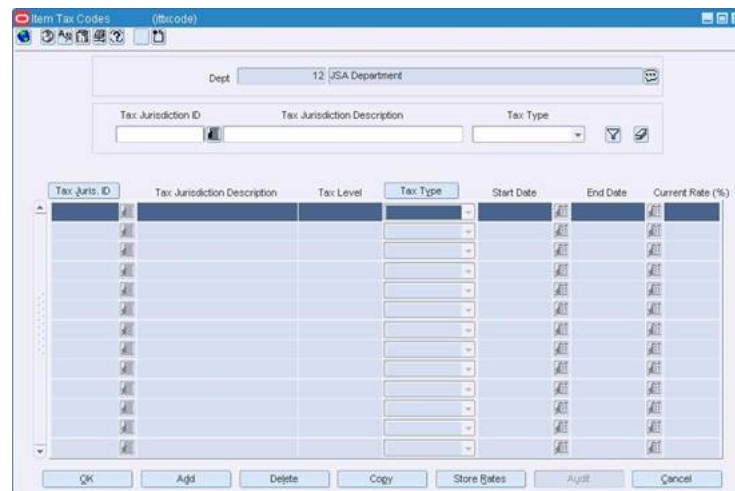 Item Tax Codes (ittxcode)
Dept 12 JSA Department
Tax Jurisdiction ID Tax Jurisdiction Description Tax Type
Tax Juris. ID Tax Jurisdiction Description Tax Level Tax Type Start Date End Date Current Rate (%)
OK Add Delete Copy Store Rates Audit Cancel